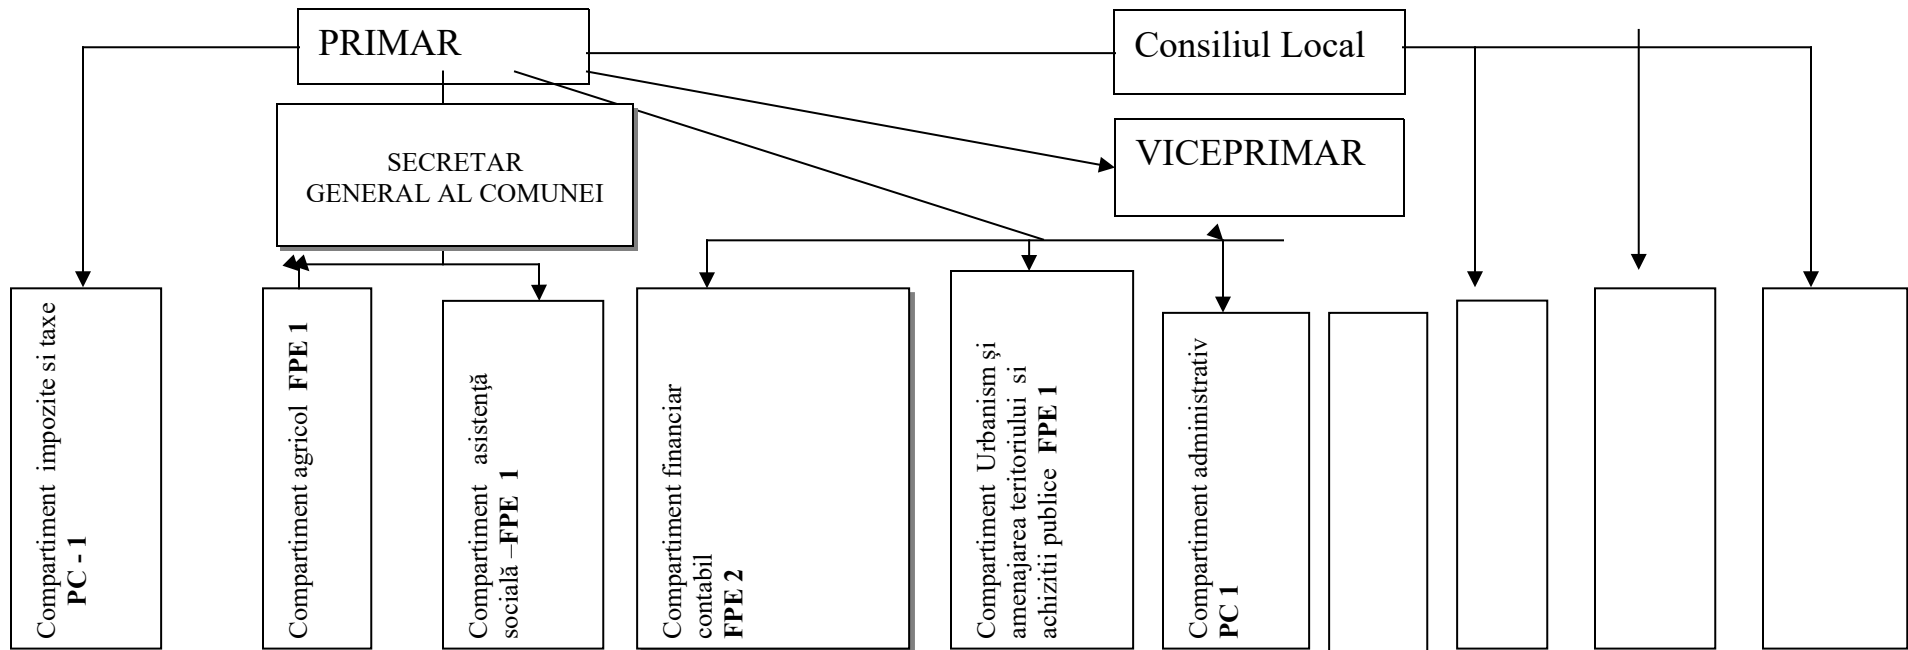 PRIMAR
Consiliul Local
VICEPRIMAR
SECRETAR
GENERAL AL COMUNEI
Compartiment impozite si taxe
PC - 1
Compartiment agricol FPE 1
Compartiment asistenţă
socială –FPE 1
Compartiment financiar
contabil
FPE 2
Compartiment Urbanism şi
amenajarea teritoriului si
achizitii publice FPE 1
Compartiment administrativ
PC 1